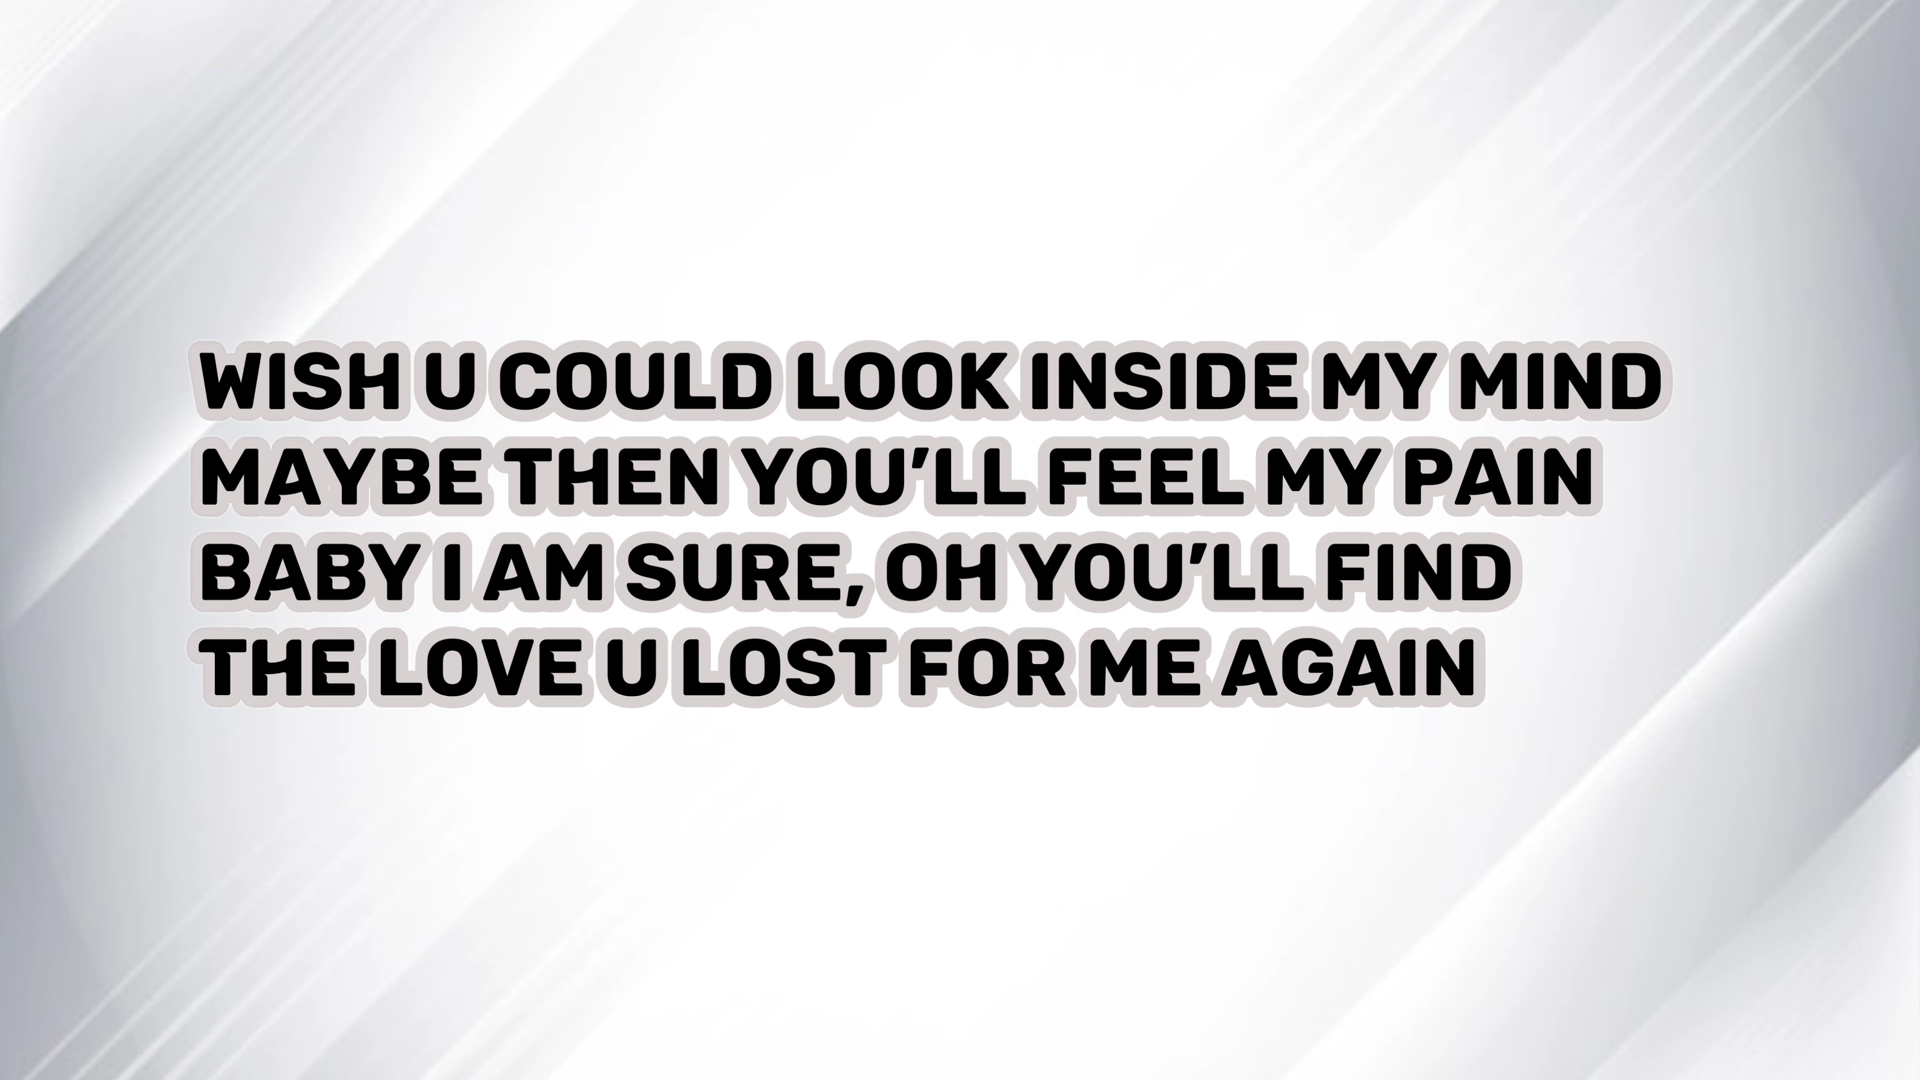 WISH U COULD LOOK INSIDE MY MIND
MAYBE THEN YOU’LL FEEL MY PAIN
BABY I AM SURE, OH YOU’LL FIND
THE LOVE U LOST FOR ME AGAIN